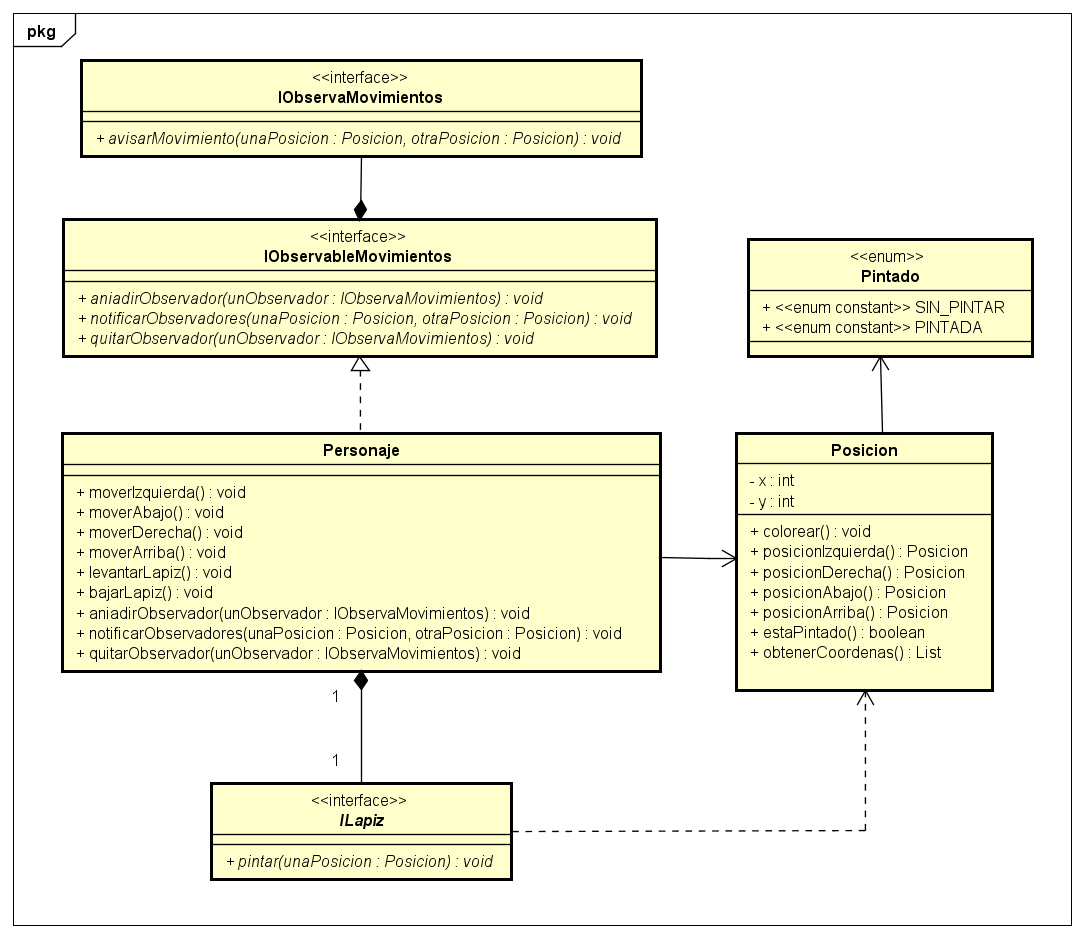 pkg
<<interface>>
IObservaMovimientos
+ avisarMovimiento(unaPosicion : Posicion, otraPosicion : Posicion) : void
<<interface>>
IObservableMovimientos
+ aniadirObservador(unObservador : IObservaMovimientos) : void
+ notificarObservadores(unaPosicion : Posicion, otraPosicion : Posicion) : void
+ quitarObservador(unObservador : IObservaMovimientos) : void
<<enum>>
Pintado
+ <<enum constant>> SIN_PINTAR
+ <<enum constant>> PINTADA
Personaje
+ moverIzquierda() : void
+ moverAbajo() : void
+ moverDerecha() : void
+ moverArriba() : void
+ levantarLapiz() : void
+ bajarLapiz() : void
+ aniadirObservador(unObservador : IObservaMovimientos) : void
+ notificarObservadores(unaPosicion : Posicion, otraPosicion : Posicion) : void
+ quitarObservador(unObservador : IObservaMovimientos) : void
Posicion
- x : int
- y : int
+ colorear() : void
+ posicionIzquierda() : Posicion
+ posicionDerecha() : Posicion
+ posicionAbajo() : Posicion
+ posicionArriba() : Posicion
+ estaPintado() : boolean
+ obtenerCoordenas() : List
1
1
<<interface>>
ILapiz
+ pintar(unaPosicion : Posicion) : void